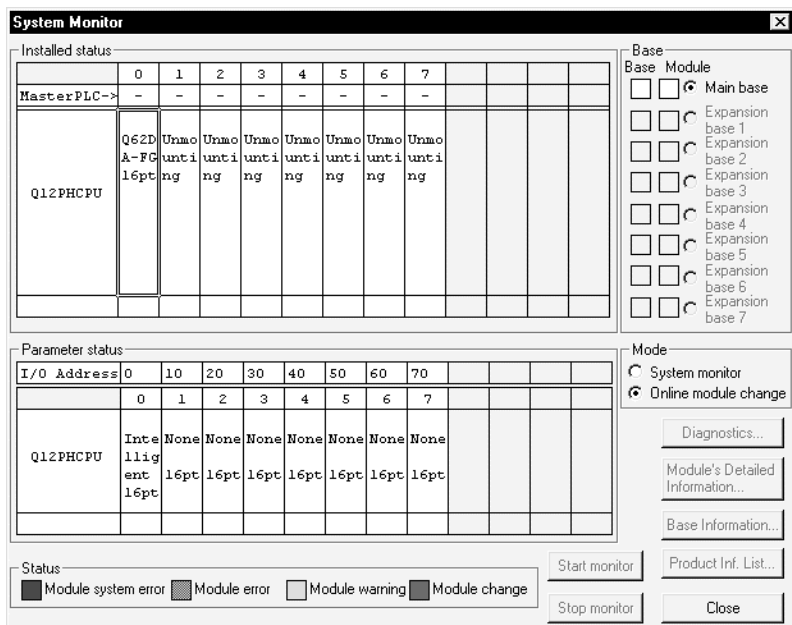 System Monitor
Installed status
0 1 2 3 4 5 6 7
MasterPLC-> - - - - - - - -
Q12PHCPU
Q62D Unmo Unmo Unmo Unmo Unmo Unmo Unmo
A-FG unti unti unti unti unti unti unti
16pt ng ng ng ng ng ng ng
Base
Base Module
Main base
Expansion
base 1
Expansion
base 2
Expansion
base 3
Expansion
base 4
Expansion
base 5
Expansion
base 6
Expansion
base 7
Parameter status
I/O Address 0 10 20 30 40 50 60 70
0 1 2 3 4 5 6 7
Q12PHCPU
Inte None None None None None None None
llig
ent 16pt 16pt 16pt 16pt 16pt 16pt 16pt
16pt
Mode
System monitor
Online module change
Diagnostics...
Module's Detailed
Information...
Base Information...
Product Inf. List...
Close
Status
Module system error Module error Module warning Module change
Start monitor
Stop monitor